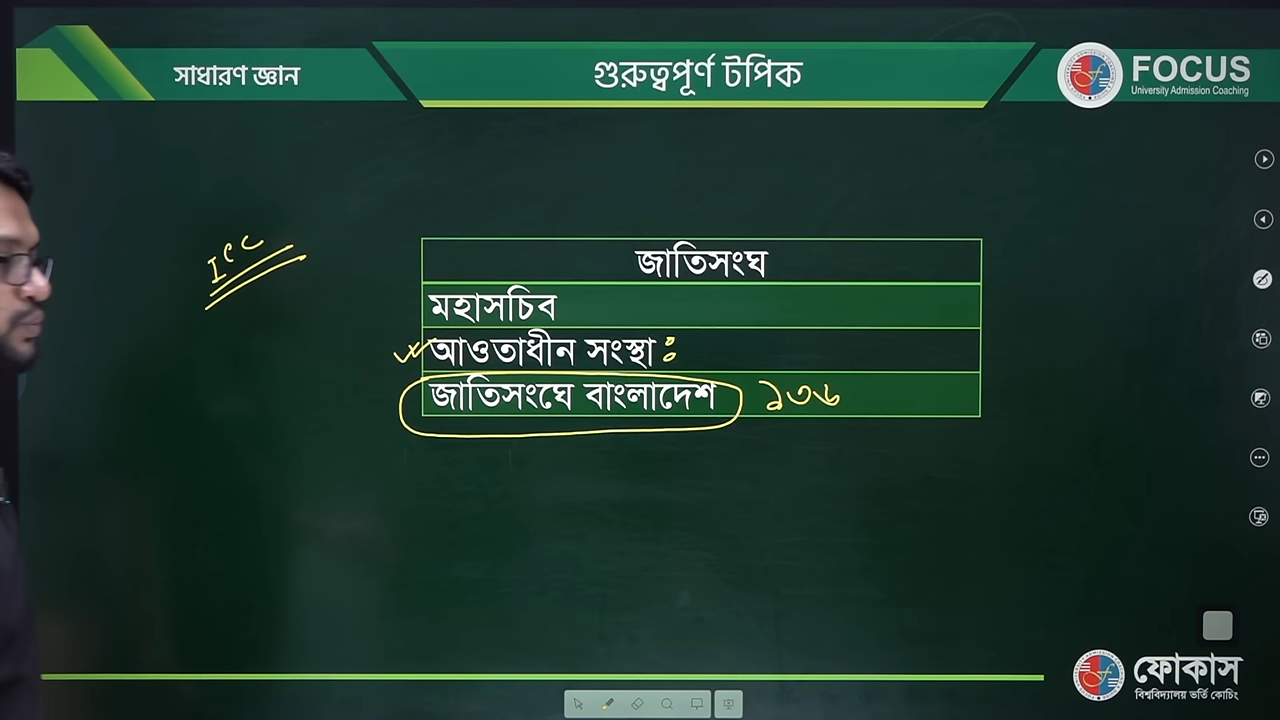 সাধারণ জ্ঞান
গুরুত্বপূর্ণ টপিক
FOCUS
University Admission Coaching
ICC
জাতিসংঘ
মহাসচিব
আওতাধীন সংস্থা :
জাতিসংঘে বাংলাদেশ ১৩৬
ফোকাস
বিশ্ববিদ্যালয় ভর্তি কোচিং